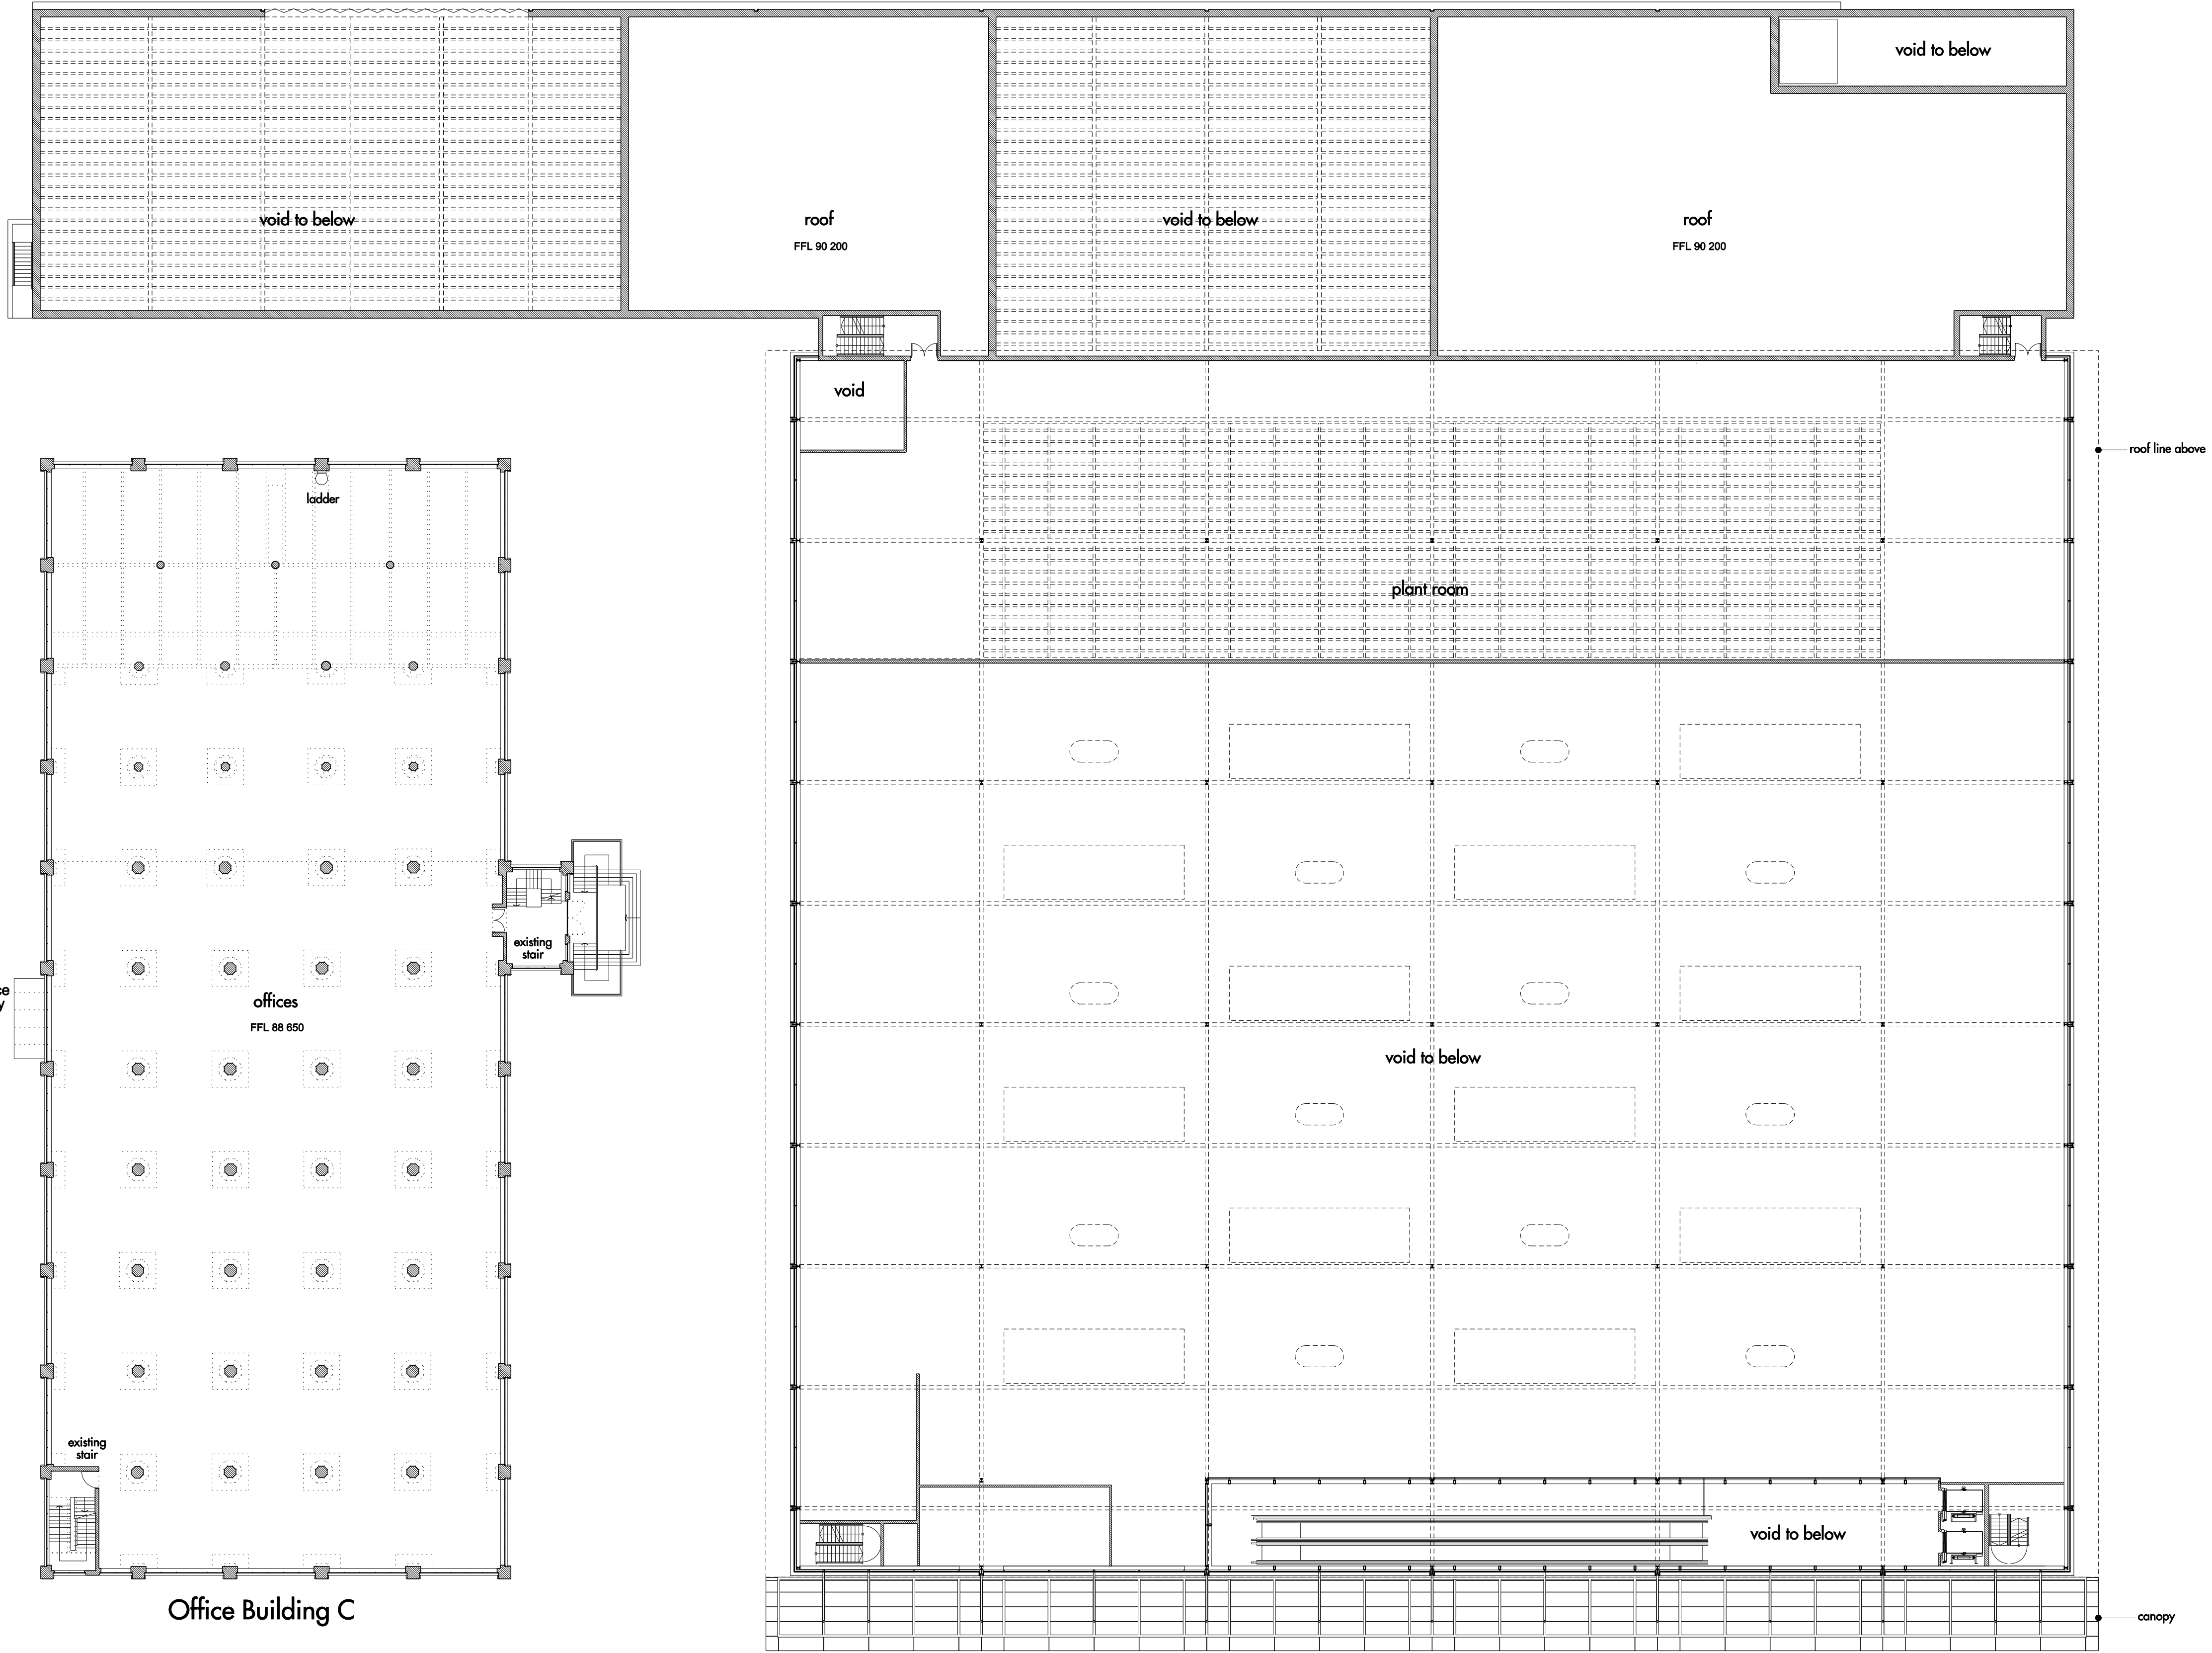 void to below
void to below
roof
FFL 90 200
void to below
roof
FFL 90 200
void
roof line above
ladder
plant room
existing
stair
offices
FFL 88 650
void to below
existing
stair
void to below
Office Building C
canopy